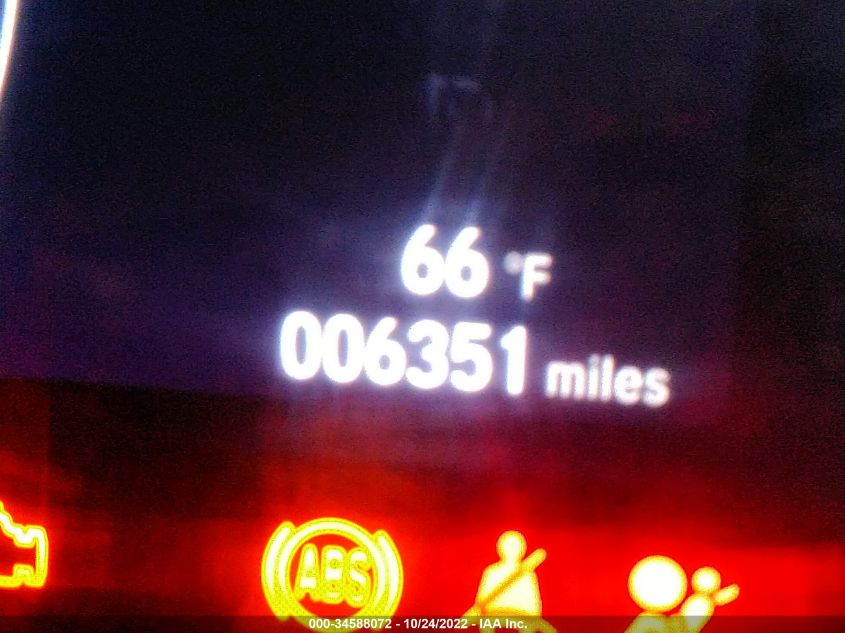 66 °F
006351 miles
ABS
000-34588072 - 10/24/2022 - IAA Inc.